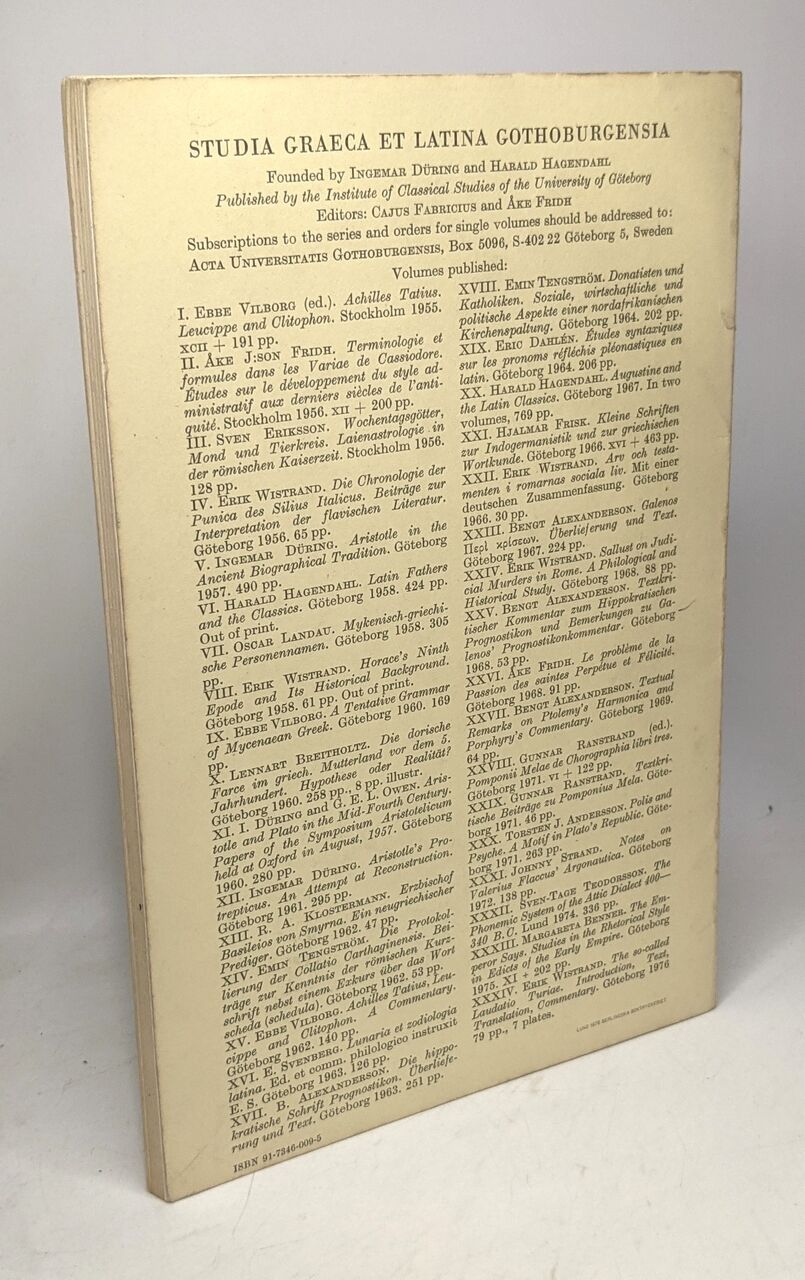 STUDIA GRAECA ET LATINA GOTHOBURGENSIA
Founded by INGEMAR DÜRING and HARALD HAGENDAHL
Published by the Institute of Classical Studies of the University of Göteborg
Editors: CAJUS FABRICIUS and ÅKE FRIDH
Subscriptions to the series and orders for single volumes should be addressed to:
ACTA UNIVERSITATIS GOTHOBURGENSIS, Box 5096, S-402 22 Göteborg 5, Sweden
Volumes published:
I. EBBE VILBORG (ed.). Achilles Tatius.
Leucippe and Clitophon. Stockholm 1955.
XCII + 191 pp.
II. ÅKE J:SON FRIDH. Terminologie et
formules dans les Variae de Cassiodore.
Études sur le développement du style ad-
ministratif aux derniers siècles de l'anti-
quité. Stockholm 1956. XII + 200 pp.
III. SVEN ERIKSSON. Wochentagsgötter,
Mond und Tierkreis. Laienastrologie in
der römischen Kaiserzeit. Stockholm 1956.
128 pp.
IV. ERIK WISTRAND. Die Chronologie der
Punica des Silius Italicus. Beiträge zur
Interpretation der flavischen Literatur.
Göteborg 1956. 65 pp.
V. INGEMAR DÜRING. Aristotle in the
Ancient Biographical Tradition. Göteborg
1957. 490 pp.
VI. HARALD HAGENDAHL. Latin Fathers
and the Classics. Göteborg 1958. 424 pp.
Out of print.
VII. OSCAR LANDAU. Mykenisch-griechi-
sche Personennamen. Göteborg 1958. 305
pp.
VIII. ERIK WISTRAND. Horace's Ninth
Epode and Its Historical Background.
Göteborg 1958. 61 pp. Out of print.
IX. EBBE VILBORG. A Tentative Grammar
of Mycenaean Greek. Göteborg 1960. 169
pp.
X. LENNART BREITHOLTZ. Die dorische
Farce im griech. Mutterland vor dem 5.
Jahrhundert. Hypothese oder Realität?
Göteborg 1960. 258 pp., 8 pp. illustr.
XI. I. DÜRING and G. E. L. OWEN. Aris-
totle and Plato in the Mid-Fourth Century.
Papers of the Symposium Aristotelicum
held at Oxford in August, 1957. Göteborg
1960. 280 pp.
XII. INGEMAR DÜRING. Aristotle's Pro-
trepticus. An Attempt at Reconstruction.
Göteborg 1961. 295 pp.
XIII. R. A. KLOSTERMANN. Erzbischof
Basileios von Smyrna. Ein neugriechischer
Prediger. Göteborg 1962. 47 pp.
XIV. EMIN TENGSTRÖM. Die Protokol-
lierung der Collatio Carthaginensis. Bei-
träge zur Kenntnis der römischen Kurz-
schrift nebst einem Exkurs über das Wort
scheda (schedula). Göteborg 1962. 53 pp.
XV. EBBE VILBORG. Achilles Tatius, Leu-
cippe and Clitophon. A Commentary.
Göteborg 1962. 140 pp.
XVI. E. SVENBERG. Lunaria et zodiologia
latina. Ed. et comm. philologico instruxit
E. S. Göteborg 1963. 126 pp.
XVII. B. ALEXANDERSON. Die hippo-
kratische Schrift Prognostikon. Überliefe-
rung und Text. Göteborg 1963. 251 pp.
XVIII. EMIN TENGSTRÖM. Donatisten und
Katholiken. Soziale, wirtschaftliche und
politische Aspekte einer nordafrikanischen
Kirchenspaltung. Göteborg 1964. 202 pp.
XIX. ERIC DAHLÉN. Études syntaxiques
sur les pronoms réfléchis pléonastiques en
latin. Göteborg 1964. 206 pp.
XX. HARALD HAGENDAHL. Augustine and
the Latin Classics. Göteborg 1967. In two
volumes, 769 pp.
XXI. HJALMAR FRISK. Kleine Schriften
zur Indogermanistik und zur griechischen
Wortkunde. Göteborg 1966. XVI + 463 pp.
XXII. ERIK WISTRAND. Arv och testa-
menten i romarnas sociala liv. Mit einer
deutschen Zusammenfassung. Göteborg
1966. 30 pp.
XXIII. BENGT ALEXANDERSON. Galenos
Περὶ κρίσεων. Überlieferung und Text.
Göteborg 1967. 224 pp.
XXIV. ERIK WISTRAND. Sallust on Judi-
cial Murders in Rome. A Philological and
Historical Study. Göteborg 1968. 88 pp.
XXV. BENGT ALEXANDERSON. Textkri-
tischer Kommentar zum Hippokratischen
Prognostikon und Bemerkungen zu Ga-
lenos' Prognostikonkommentar. Göteborg
1968. 53 pp.
XXVI. ÅKE FRIDH. Le problème de la
Passion des saintes Perpétue et Félicité.
Göteborg 1968. 91 pp.
XXVII. BENGT ALEXANDERSON. Textual
Remarks on Ptolemy's Harmonica and
Porphyry's Commentary. Göteborg 1969.
64 pp.
XXVIII. GUNNAR RANSTRAND (ed.).
Pomponii Melae de Chorographia libri tres.
Göteborg 1971. VI + 122 pp.
XXIX. GUNNAR RANSTRAND. Textkri-
tische Beiträge zu Pomponius Mela. Göte-
borg 1971. 46 pp.
XXX. TORSTEN J. ANDERSSON. Polis and
Psyche. A Motif in Plato's Republic. Göte-
borg 1971. 263 pp.
XXXI. JOHNNY STRAND. Notes on
Valerius Flaccus' Argonautica. Göteborg
1972. 138 pp.
XXXII. SVEN-TAGE TEODORSSON. The
Phonemic System of the Attic Dialect 400—
340 B.C. Lund 1974. 336 pp.
XXXIII. MARGARETA BENNER. The Em-
peror Says. Studies in the Rhetorical Style
in Edicts of the Early Empire. Göteborg
1975. XI + 202 pp.
XXXIV. ERIK WISTRAND. The so-called
Laudatio Turiae. Introduction, Text,
Translation, Commentary. Göteborg 1976
79 pp., 7 plates.
LUND 1976 BERLINGSKA BOKTRYCKERIET
ISBN 91-7346-009-5